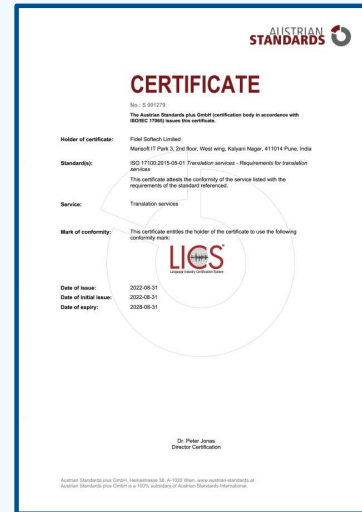 AUSTRIAN
STANDARDS
CERTIFICATE
No.: S 001279
The Austrian Standards plus GmbH (certification body in accordance with
ISO/IEC 17065) issues this certificate.
Holder of certificate: Fidel Softech Limited
Marisoft IT Park 3, 2nd floor, West wing, Kalyani Nagar, 411014 Pune, India
Standard(s): ISO 17100:2015-05-01 Translation services - Requirements for translation
services
This certificate attests the conformity of the service listed with the
requirements of the standard referenced.
Service: Translation services
Mark of conformity: This certificate entitles the holder of the certificate to use the following
conformity mark:
LICS
Language Industry Certification System
Date of issue: 2022-08-31
Date of initial issue: 2022-08-31
Date of expiry: 2028-08-31
Dr. Peter Jonas
Director Certification
Austrian Standards plus GmbH, Heinestrasse 38, A-1020 Wien, www.austrian-standards.at
Austrian Standards plus GmbH is a 100% subsidiary of Austrian Standards International.